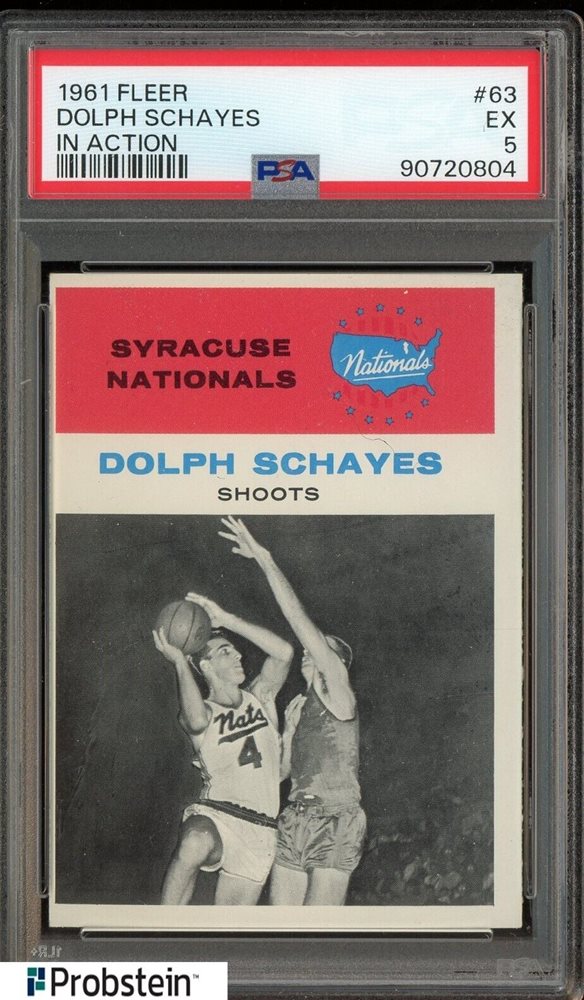 1961 FLEER #63
DOLPH SCHAYES EX
IN ACTION 5
PSA 90720804
SYRACUSE
NATIONALS
Nationals
DOLPH SCHAYES
SHOOTS
Nats
4
Probstein™